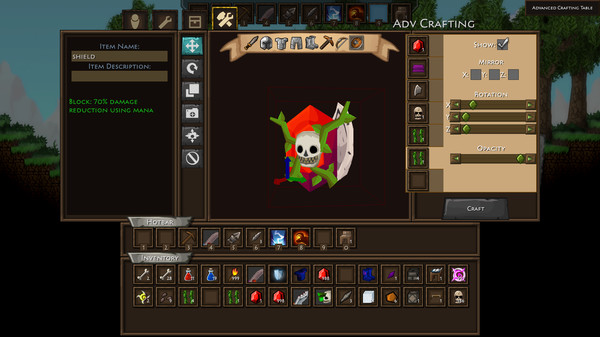 Advanced Crafting Table
Adv Crafting
Item Name:
SHIELD
Item Description:
Block: 70% damage
reduction using mana
Show:
Mirror
X: Y: Z:
Rotation
X
Y
Z
Opacity
Craft
Hotbar
Inventory